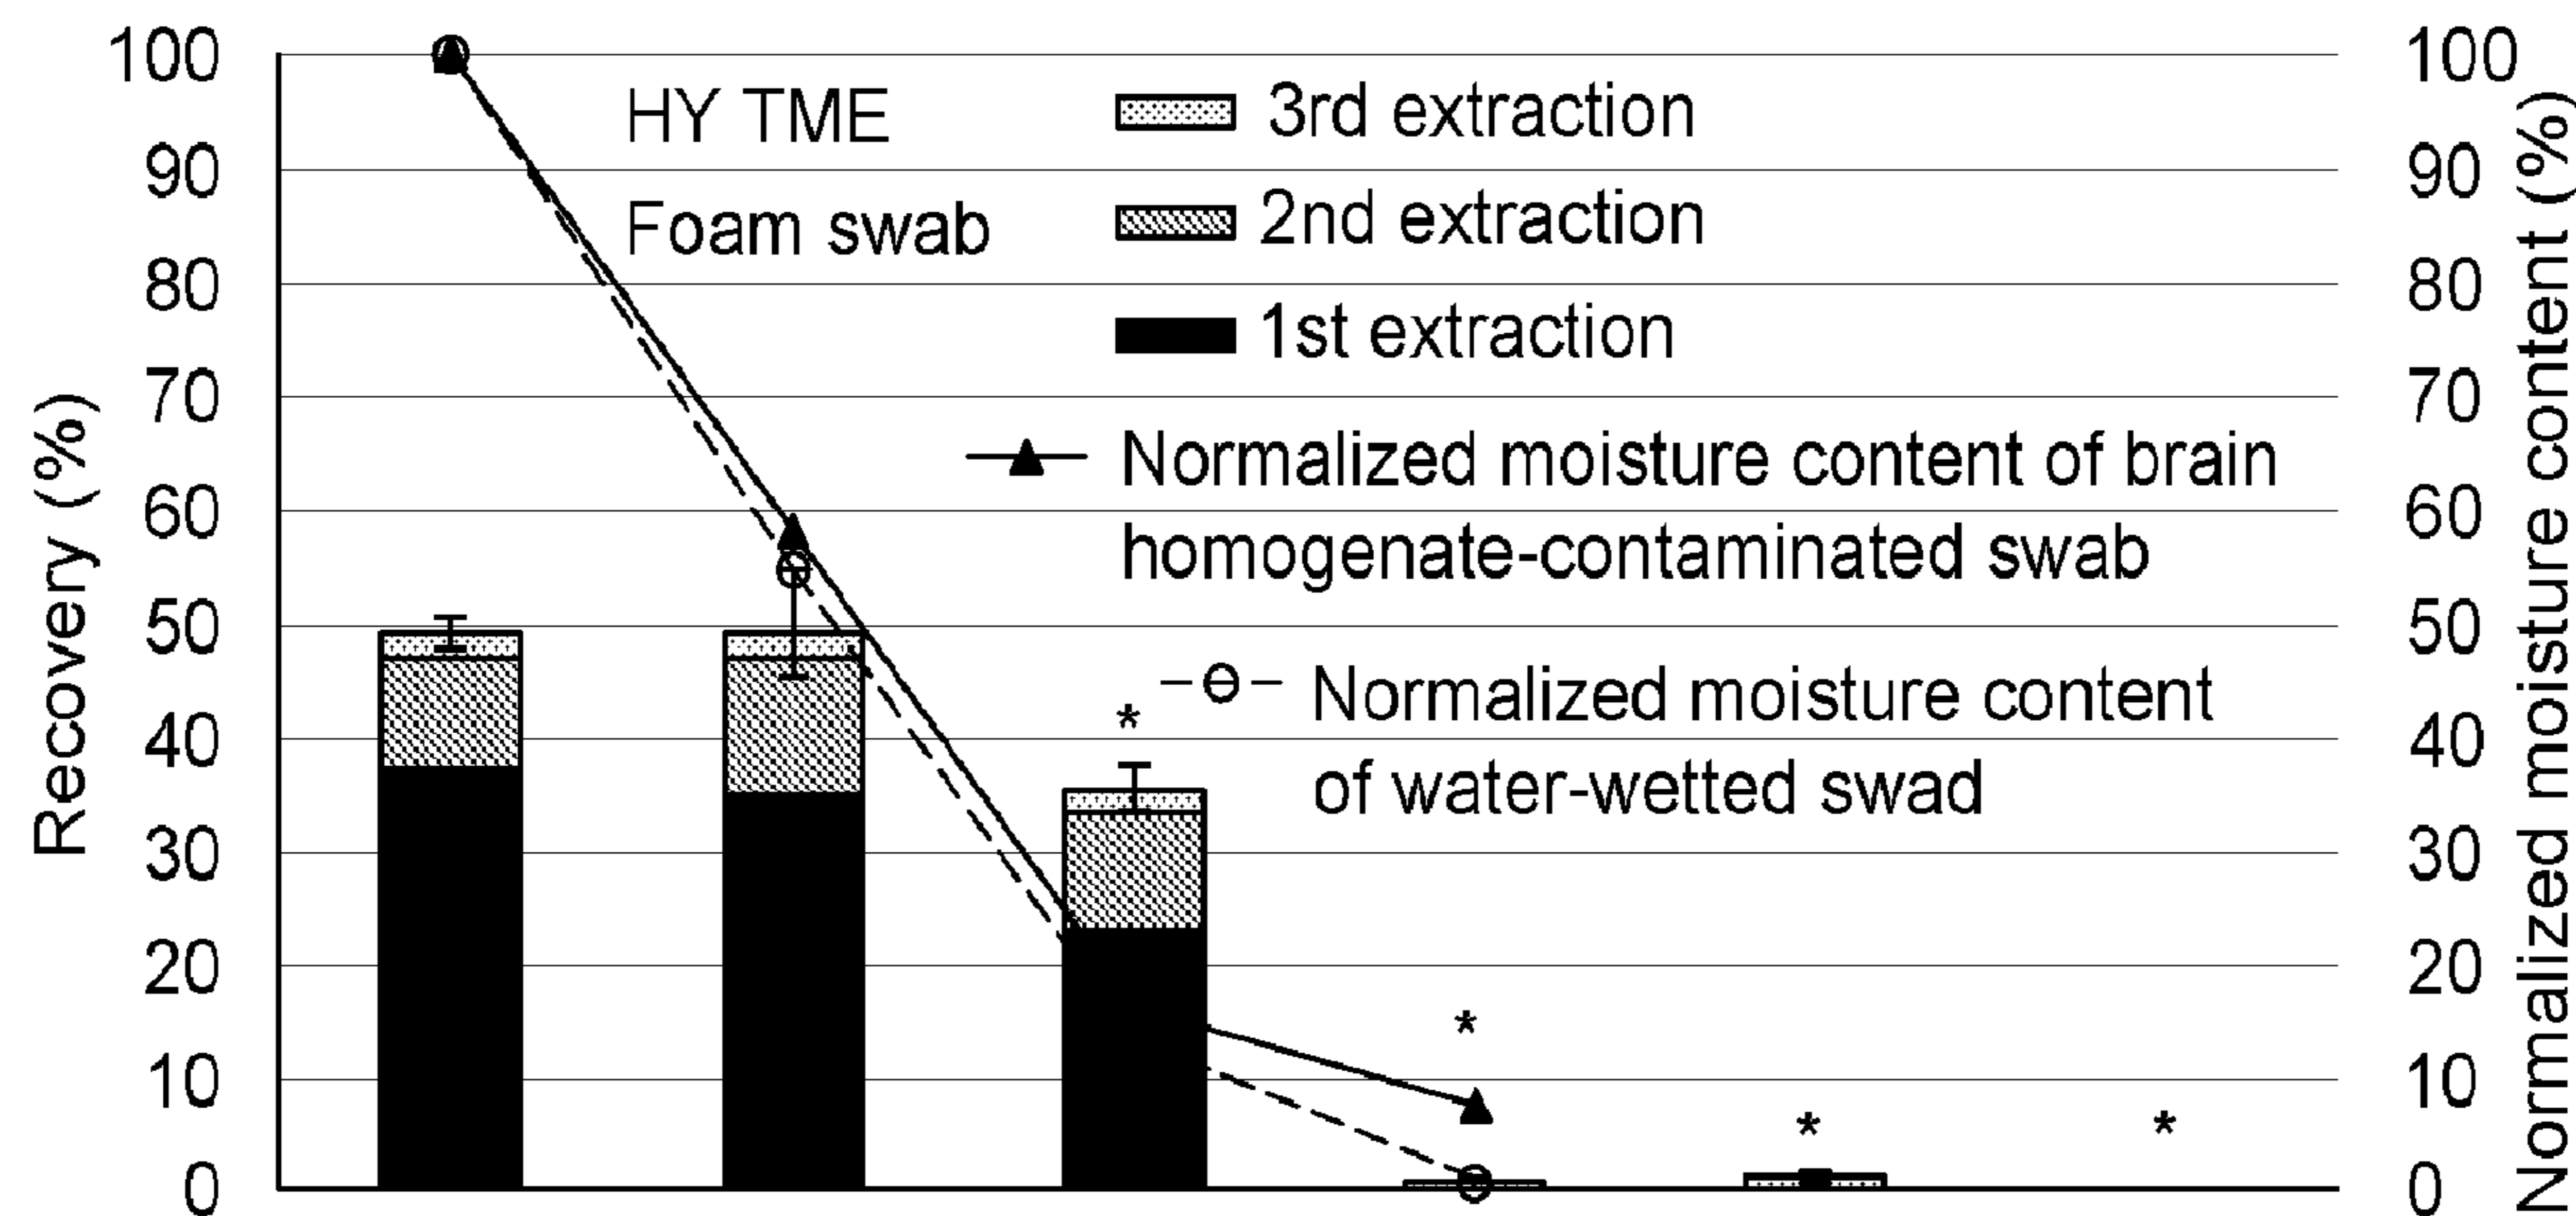 Recovery (%)
100
90
80
70
60
50
40
30
20
10
0
HY TME
Foam swab
3rd extraction
2nd extraction
1st extraction
Normalized moisture content of brain
homogenate-contaminated swab
Normalized moisture content
of water-wetted swad
*
*
*
*
100
90
80
70
60
50
40
30
20
10
0
Normalized moisture content (%)